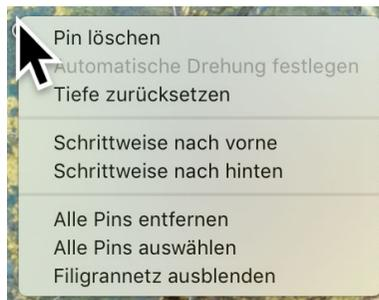 Pin löschen
Automatische Drehung festlegen
Tiefe zurücksetzen
Schrittweise nach vorne
Schrittweise nach hinten
Alle Pins entfernen
Alle Pins auswählen
Filigrannetz ausblenden